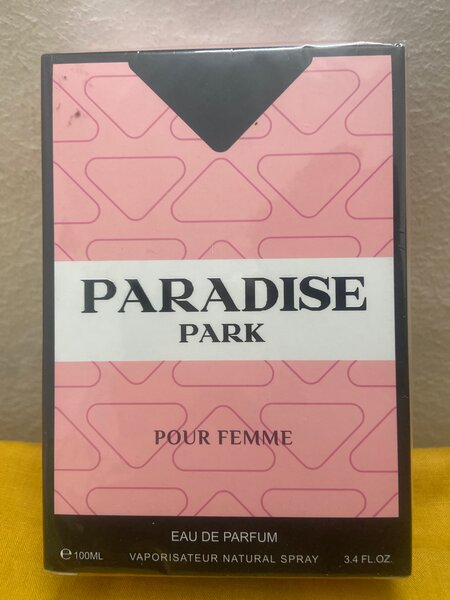 PARADISE
PARK
POUR FEMME
EAU DE PARFUM
℮ 100ML VAPORISATEUR NATURAL SPRAY 3.4 FL.OZ.